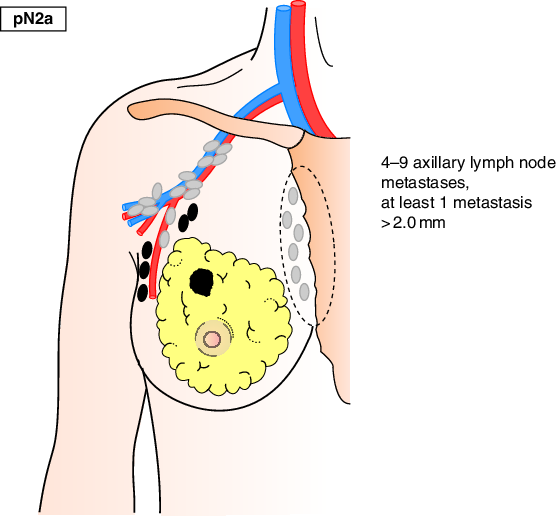 pN2a
4–9 axillary lymph node
metastases,
at least 1 metastasis
>2.0 mm